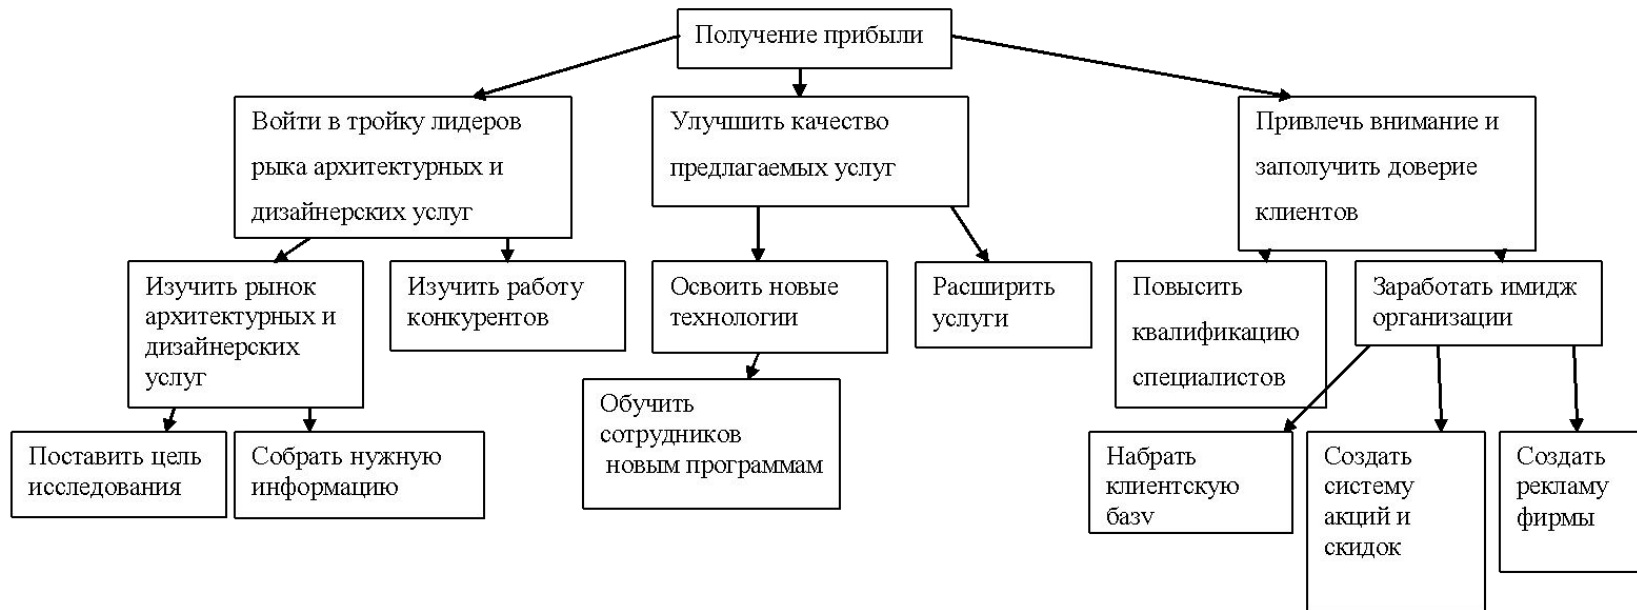 Получение прибыли
Войти в тройку лидеров
рыка архитектурных и
дизайнерских услуг
Улучшить качество
предлагаемых услуг
Привлечь внимание и
заполучить доверие
клиентов
Изучить рынок
архитектурных и
дизайнерских
услуг
Изучить работу
конкурентов
Освоить новые
технологии
Расширить
услуги
Повысить
квалификацию
специалистов
Заработать имидж
организации
Поставить цель
исследования
Собрать нужную
информацию
Обучить
сотрудников
новым программам
Набрать
клиентскую
базу
Создать
систему
акций и
скидок
Создать
рекламу
фирмы